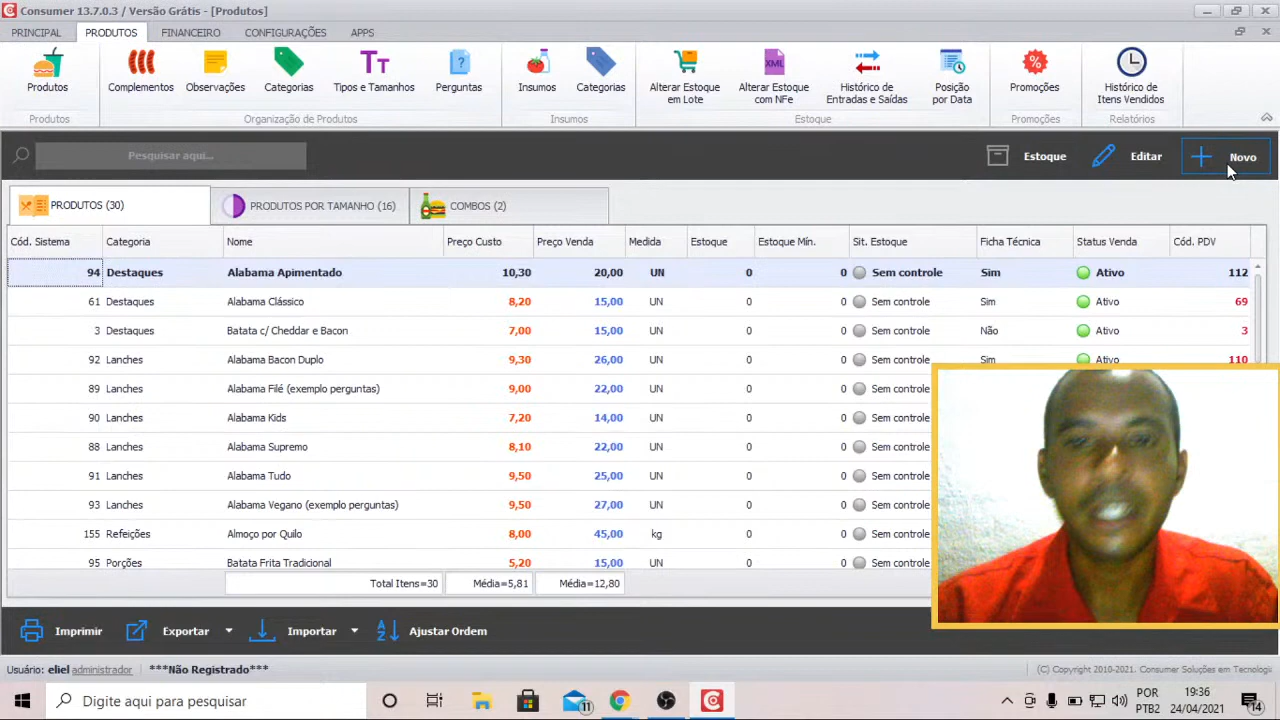 Consumer 13.7.0.3 / Versão Grátis - [Produtos]
PRINCIPAL PRODUTOS FINANCEIRO CONFIGURAÇÕES APPS
Produtos Complementos Observações Categorias Tipos e Tamanhos Perguntas Insumos Categorias Alterar Estoque em Lote Alterar Estoque com NFe Histórico de Entradas e Saídas Posição por Data Promoções Histórico de Itens Vendidos
Produtos Organização de Produtos Insumos Estoque Promoções Relatórios
Pesquisar aqui... Estoque Editar Novo
PRODUTOS (30) PRODUTOS POR TAMANHO (16) COMBOS (2)
Cód. Sistema Categoria Nome Preço Custo Preço Venda Medida Estoque Estoque Mín. Sit. Estoque Ficha Técnica Status Venda Cód. PDV
94 Destaques Alabama Apimentado 10,30 20,00 UN 0 0 Sem controle Sim Ativo 112
61 Destaques Alabama Clássico 8,20 15,00 UN 0 0 Sem controle Sim Ativo 69
3 Destaques Batata c/ Cheddar e Bacon 7,00 15,00 UN 0 0 Sem controle Não Ativo 3
92 Lanches Alabama Bacon Duplo 9,30 26,00 UN 0 0 Sem controle Sim Ativo 110
89 Lanches Alabama Filé (exemplo perguntas) 9,00 22,00 UN 0 0 Sem controle
90 Lanches Alabama Kids 7,20 14,00 UN 0 0 Sem controle
88 Lanches Alabama Supremo 8,10 22,00 UN 0 0 Sem controle
91 Lanches Alabama Tudo 9,50 25,00 UN 0 0 Sem controle
93 Lanches Alabama Vegano (exemplo perguntas) 9,50 27,00 UN 0 0 Sem controle
155 Refeições Almoço por Quilo 8,00 45,00 kg 0 0 Sem controle
95 Porções Batata Frita Tradicional 5,20 15,00 UN 0 0 Sem controle
Total Itens=30 Média=5,81 Média=12,80
Imprimir Exportar Importar Ajustar Ordem
Usuário: eliel administrador ***Não Registrado*** (C) Copyright 2010-2021. Consumer Soluções em Tecnologi
Digite aqui para pesquisar 11 POR PTB2 19:36 24/04/2021 14